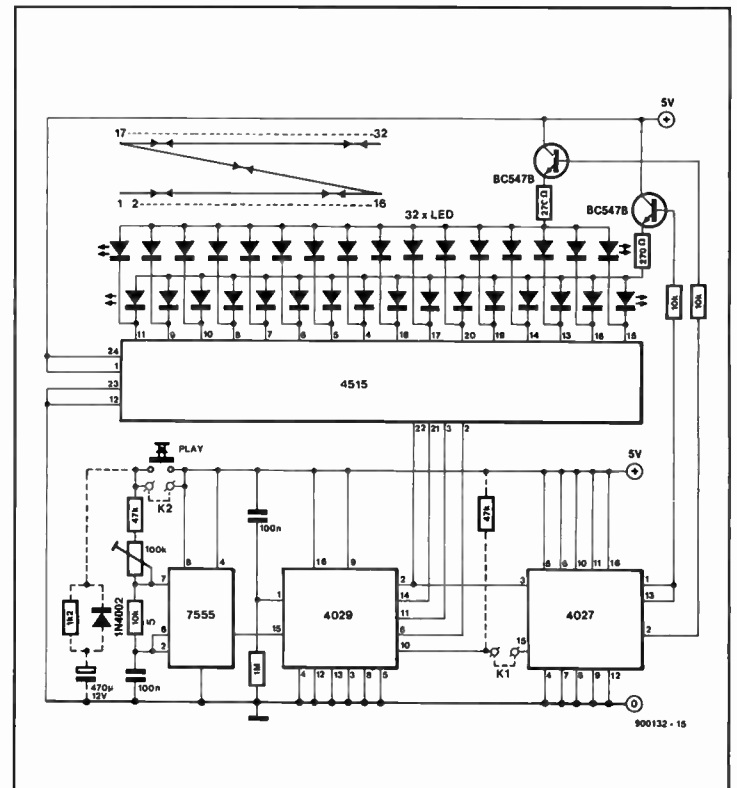 5V
17 32
BC547B
1 2 16
270Ω
32 x LED
BC547B
270Ω
10k 10k
11 9 10 8 7 6 5 4 18 17 20 19 14 13 16 15
24
1
23
12
4515
22 21 3 2
PLAY
5V
K2
47k
100n
47k
100k
8 4
16 9
5 6 10 11 16
1k2
1N4002
7
7555
1
4029
2
14
11
6
10
3
4027
1
13
2
10k
5
6
2
15
15
K1
470µ
12V
100n
1M
4 12 13 3 8 5
4 7 8 9 12
0
900132 - 15